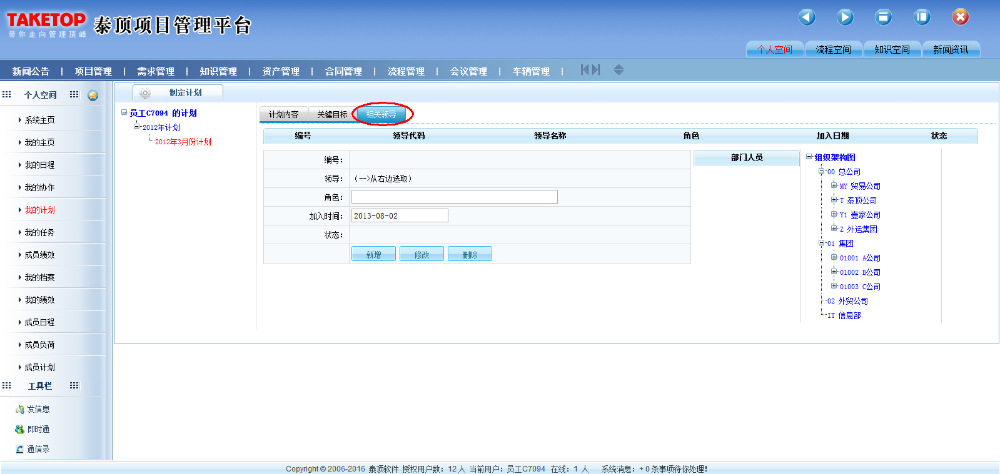 TAKETOP
带你走向管理顶峰
泰顶项目管理平台
个人空间 流程空间 知识空间 新闻资讯
新闻公告 | 项目管理 | 需求管理 | 知识管理 | 资产管理 | 合同管理 | 流程管理 | 会议管理 | 车辆管理 |
个人空间
系统主页
我的主页
我的日程
我的协作
我的计划
我的任务
成员绩效
我的档案
我的绩效
成员日程
成员负荷
成员计划
工具栏
发信息
即时通
通信录
制定计划
员工C7094 的计划
2012年计划
2012年3月份计划
计划内容 关键目标 相关领导
编号 领导代码 领导名称 角色 加入日期 状态
编号：
领导： （-->从右边选取）
角色：
加入时间： 2013-08-02
状态：
新增 修改 删除
部门人员
组织架构图
00 总公司
MY 贸易公司
T 泰顶公司
Y1 壹家公司
Z 外运集团
01 集团
01001 A公司
01002 B公司
01003 C公司
02 外贸公司
IT 信息部
Copyright © 2006-2016 泰顶软件 授权用户数：12 人 当前用户：员工C7094 在线：1 人 系统消息：+ 0 条事项待你处理！